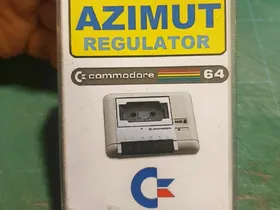 AZIMUT
REGULATOR
commodore 64